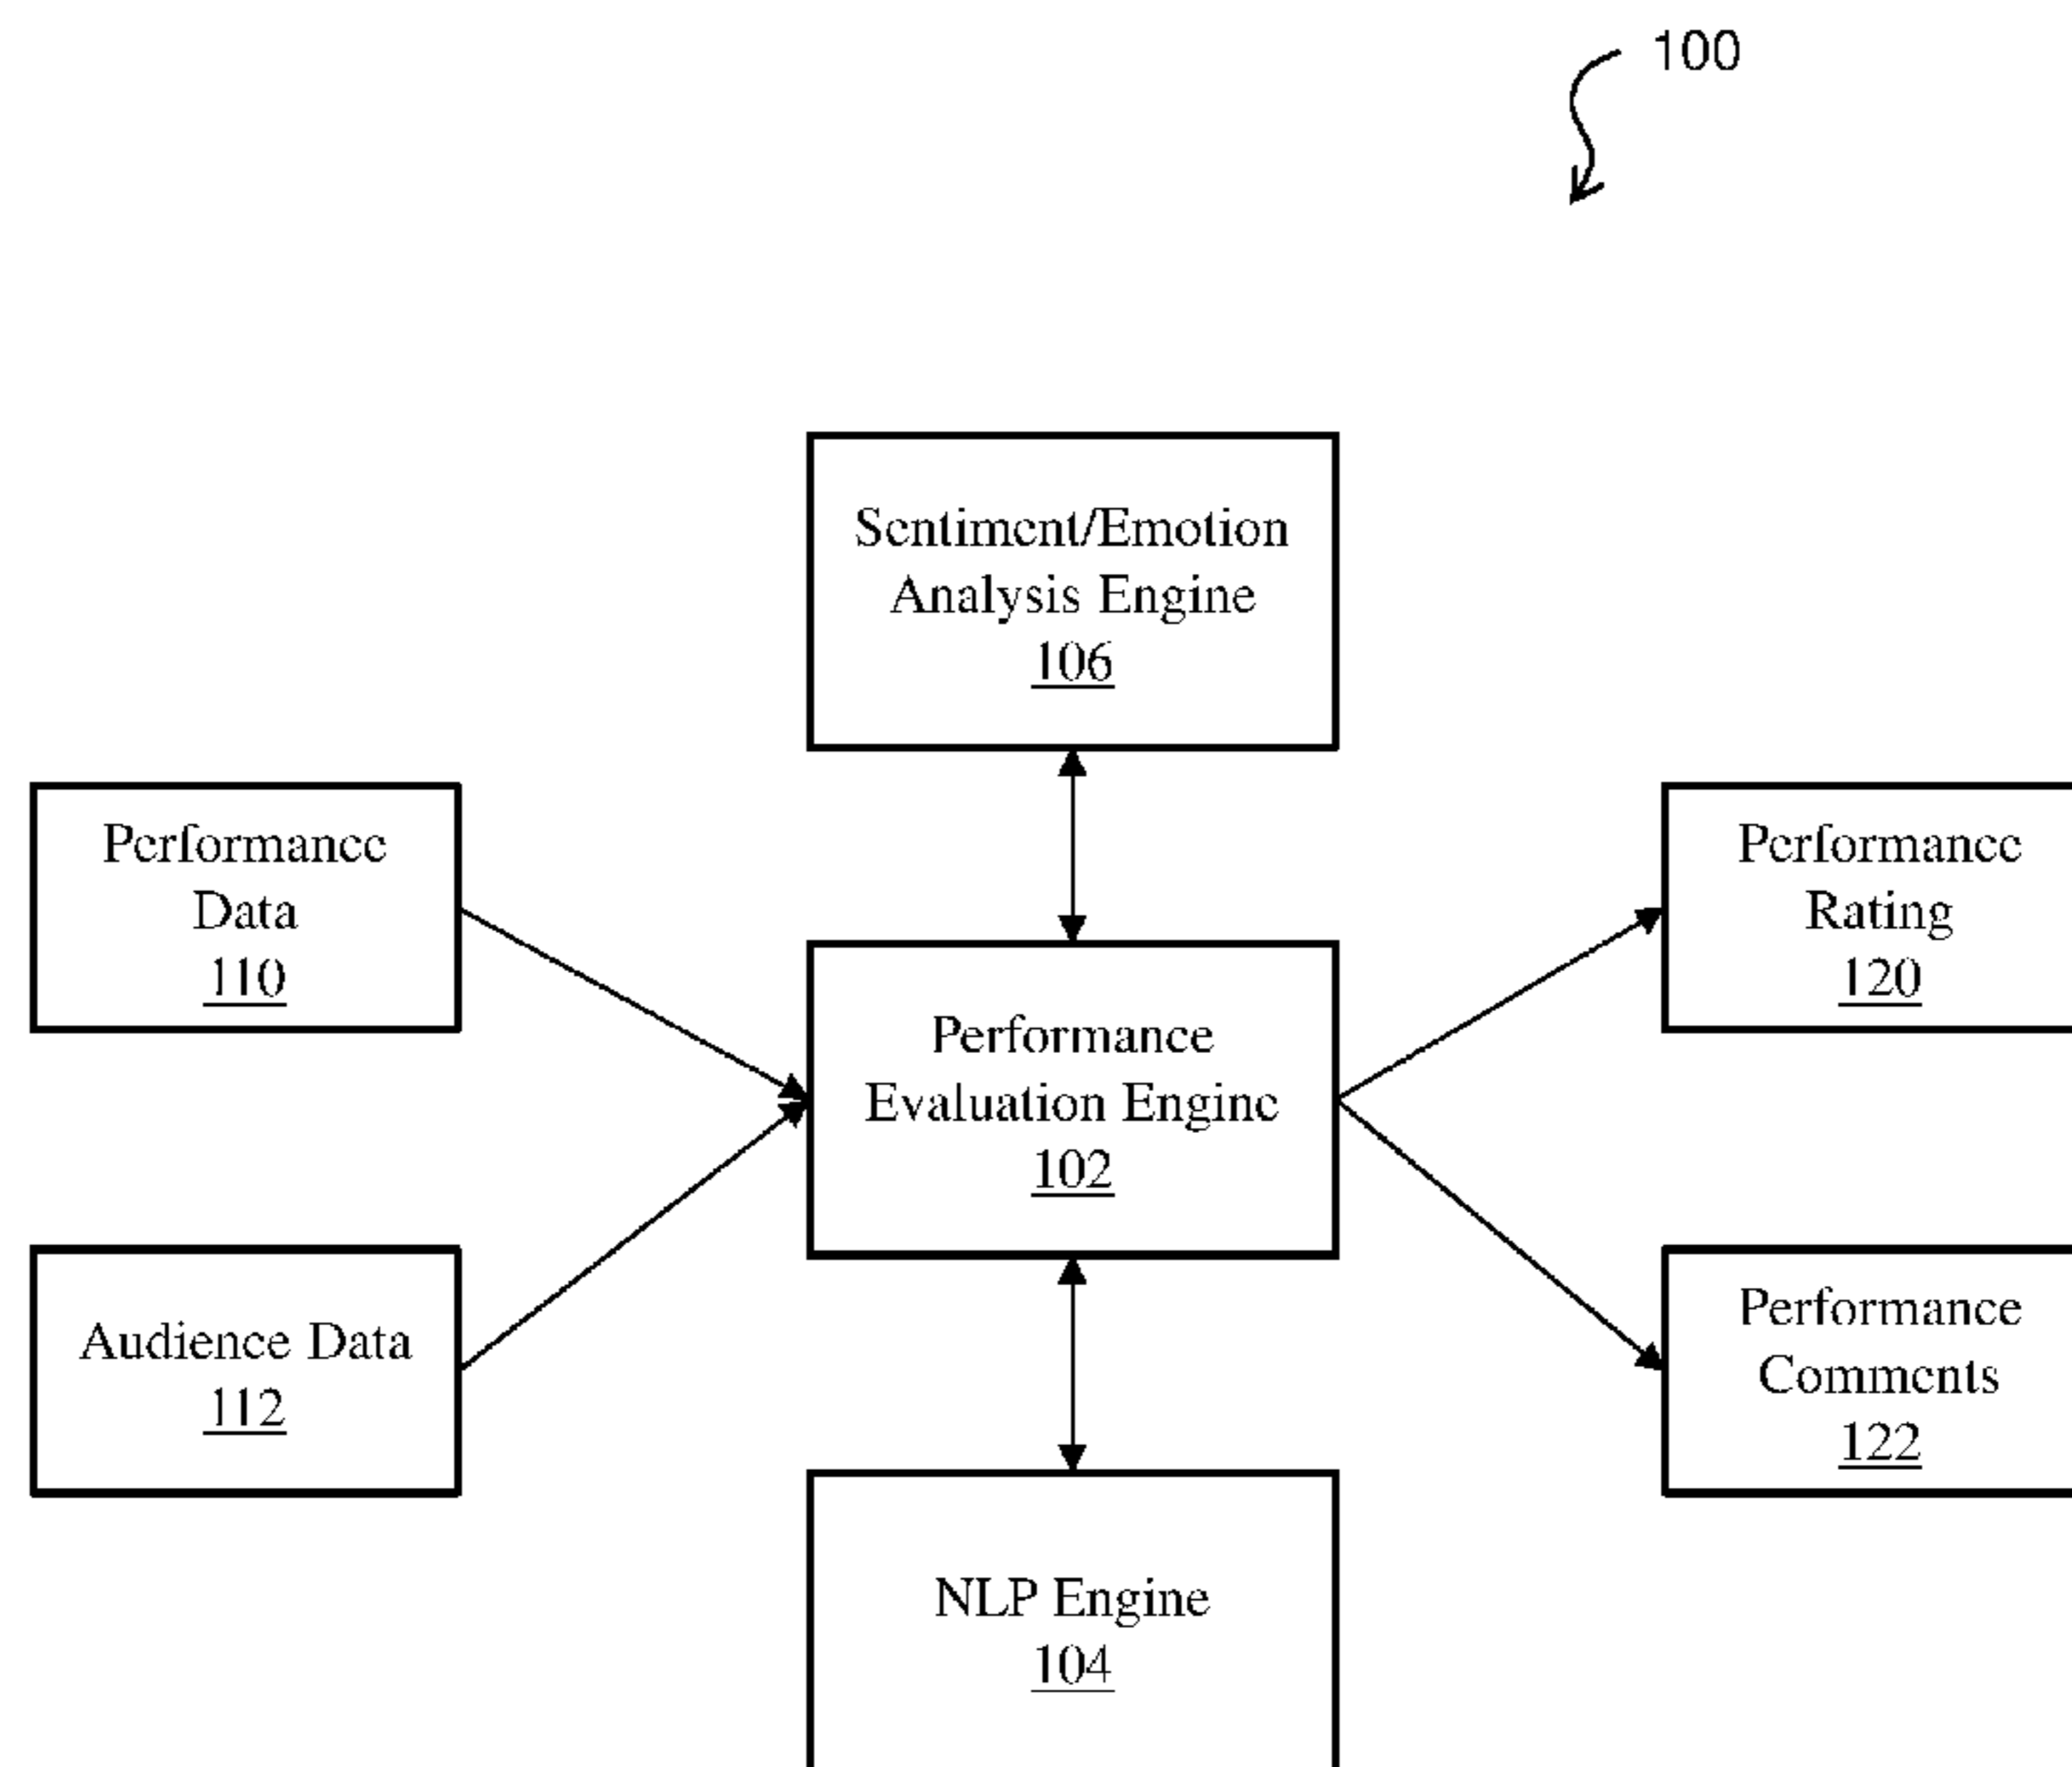 100
Sentiment/Emotion
Analysis Engine
106
Performance
Data
110
Performance
Rating
120
Performance
Evaluation Engine
102
Audience Data
112
Performance
Comments
122
NLP Engine
104